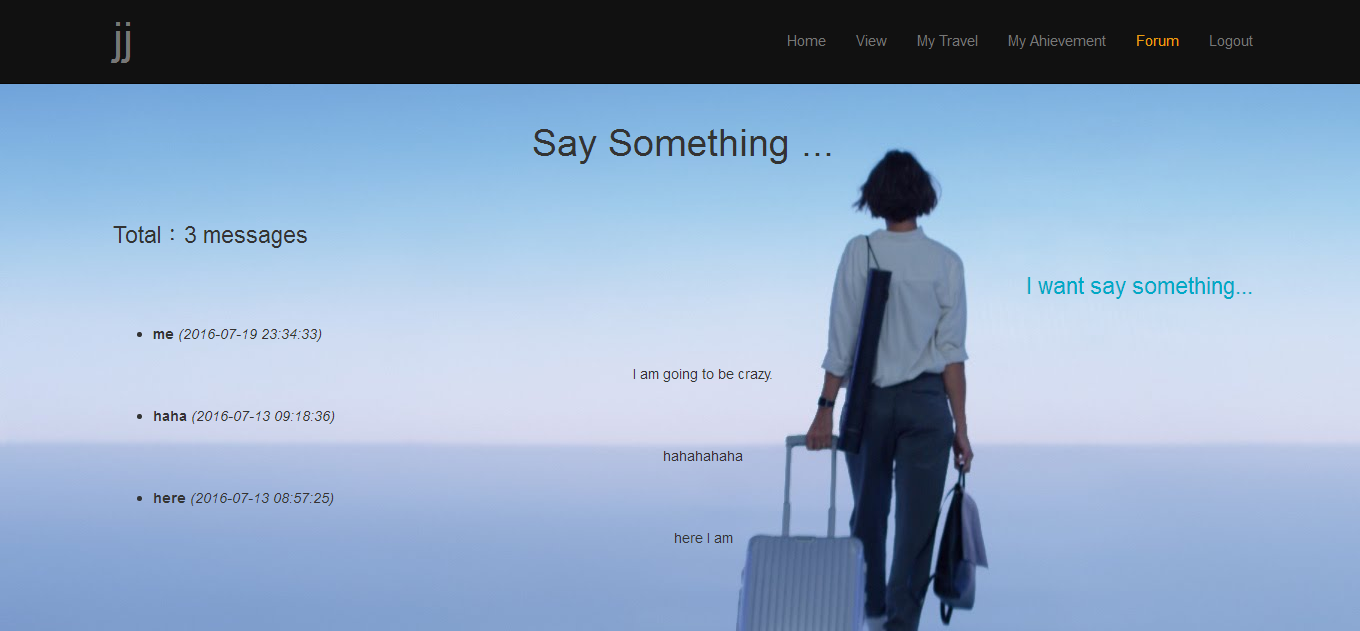 jj
Home View My Travel My Ahievement Forum Logout
Say Something ...
Total：3 messages
I want say something...
me (2016-07-19 23:34:33)
I am going to be crazy.
haha (2016-07-13 09:18:36)
hahahahaha
here (2016-07-13 08:57:25)
here I am